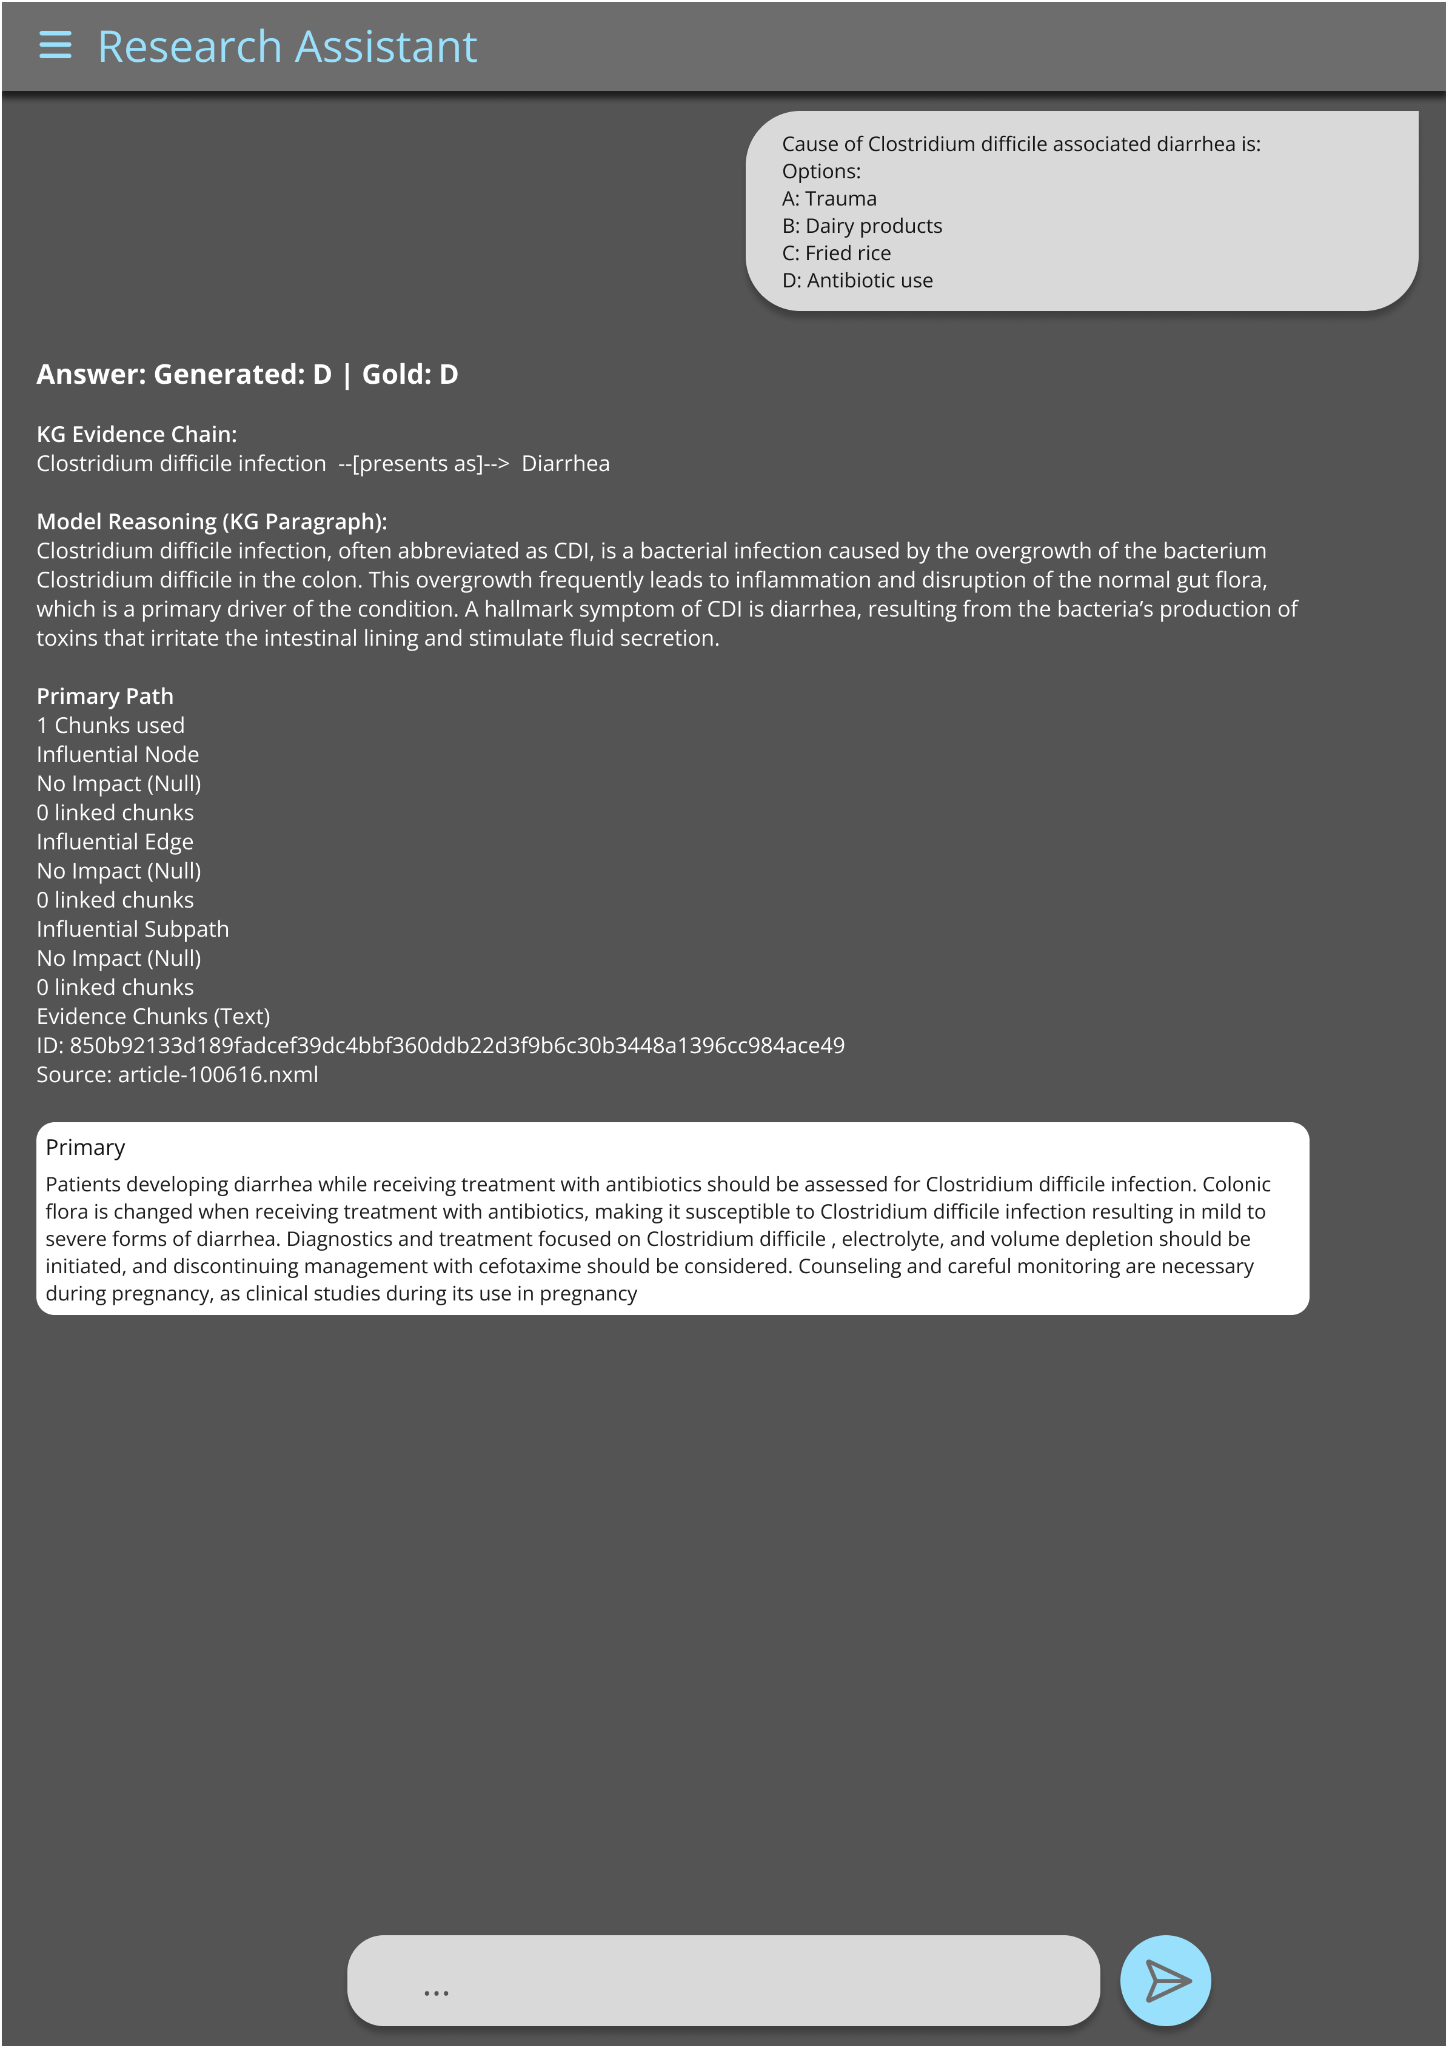 Research Assistant
Cause of Clostridium difficile associated diarrhea is:
Options:
A: Trauma
B: Dairy products
C: Fried rice
D: Antibiotic use
Answer: Generated: D | Gold: D
KG Evidence Chain:
Clostridium difficile infection --[presents as]--> Diarrhea
Model Reasoning (KG Paragraph):
Clostridium difficile infection, often abbreviated as CDI, is a bacterial infection caused by the overgrowth of the bacterium
Clostridium difficile in the colon. This overgrowth frequently leads to inflammation and disruption of the normal gut flora,
which is a primary driver of the condition. A hallmark symptom of CDI is diarrhea, resulting from the bacteria’s production of
toxins that irritate the intestinal lining and stimulate fluid secretion.
Primary Path
1 Chunks used
Influential Node
No Impact (Null)
0 linked chunks
Influential Edge
No Impact (Null)
0 linked chunks
Influential Subpath
No Impact (Null)
0 linked chunks
Evidence Chunks (Text)
ID: 850b92133d189fadcef39dc4bbf360ddb22d3f9b6c30b3448a1396cc984ace49
Source: article-100616.nxml
Primary
Patients developing diarrhea while receiving treatment with antibiotics should be assessed for Clostridium difficile infection. Colonic
flora is changed when receiving treatment with antibiotics, making it susceptible to Clostridium difficile infection resulting in mild to
severe forms of diarrhea. Diagnostics and treatment focused on Clostridium difficile , electrolyte, and volume depletion should be
initiated, and discontinuing management with cefotaxime should be considered. Counseling and careful monitoring are necessary
during pregnancy, as clinical studies during its use in pregnancy
...